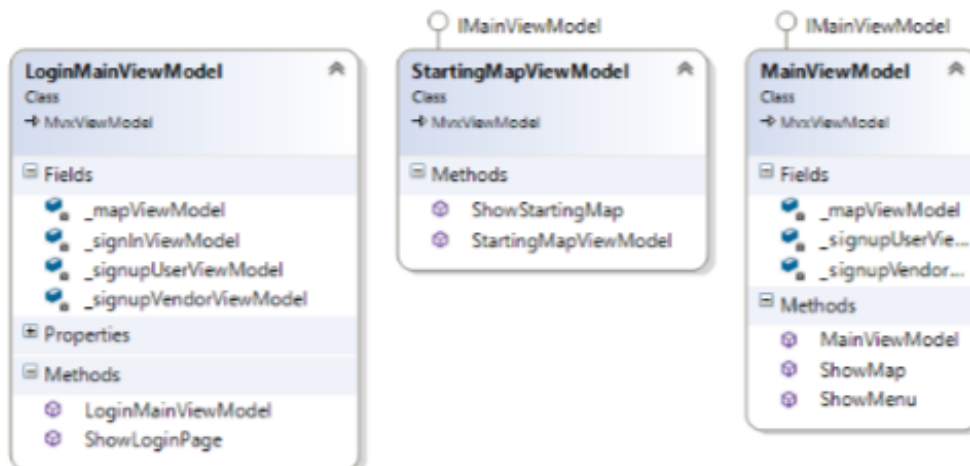 LoginMainViewModel
Class
MvxViewModel
Fields
_mapViewModel
_signInViewModel
_signupUserViewModel
_signupVendorViewModel
Properties
Methods
LoginMainViewModel
ShowLoginPage
IMainViewModel
StartingMapViewModel
Class
MvxViewModel
Methods
ShowStartingMap
StartingMapViewModel
IMainViewModel
MainViewModel
Class
MvxViewModel
Fields
_mapViewModel
_signupUserVie...
_signupVendor...
Methods
MainViewModel
ShowMap
ShowMenu